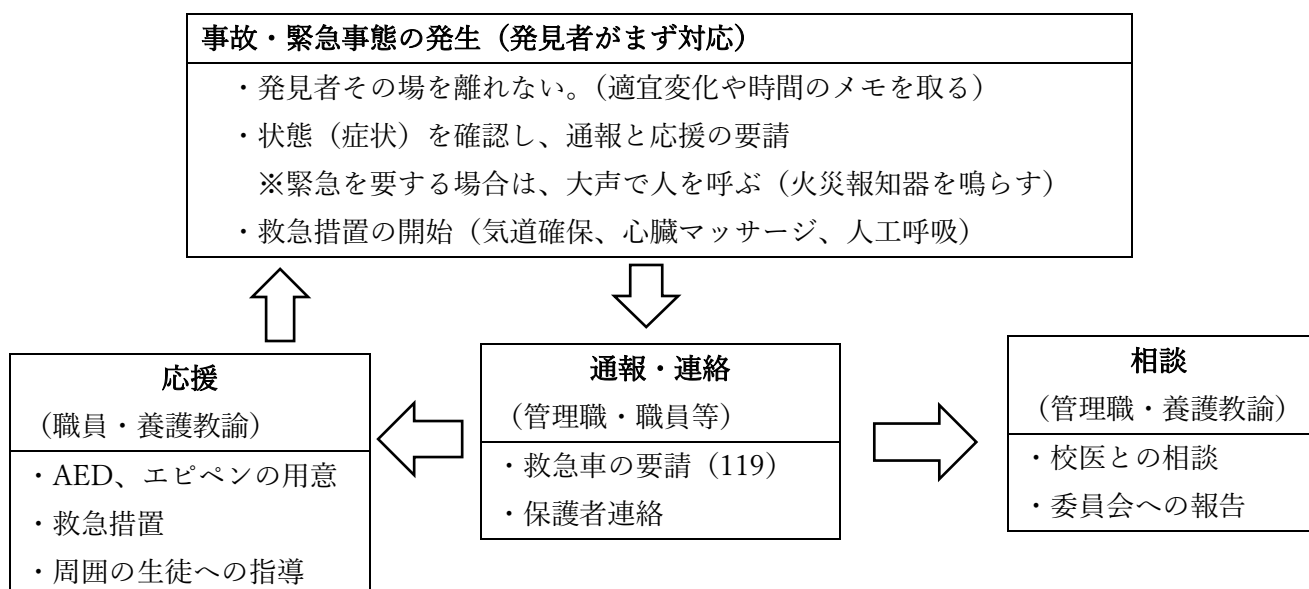 事故・緊急事態の発生（発見者がまず対応）
・発見者その場を離れない。（適宜変化や時間のメモを取る）
・状態（症状）を確認し、通報と応援の要請
※緊急を要する場合は、大声で人を呼ぶ（火災報知器を鳴らす）
・救急措置の開始（気道確保、心臓マッサージ、人工呼吸）
応援
（職員・養護教諭）
・AED、エピペンの用意
・救急措置
・周囲の生徒への指導
通報・連絡
（管理職・職員等）
・救急車の要請（119）
・保護者連絡
相談
（管理職・養護教諭）
・校医との相談
・委員会への報告